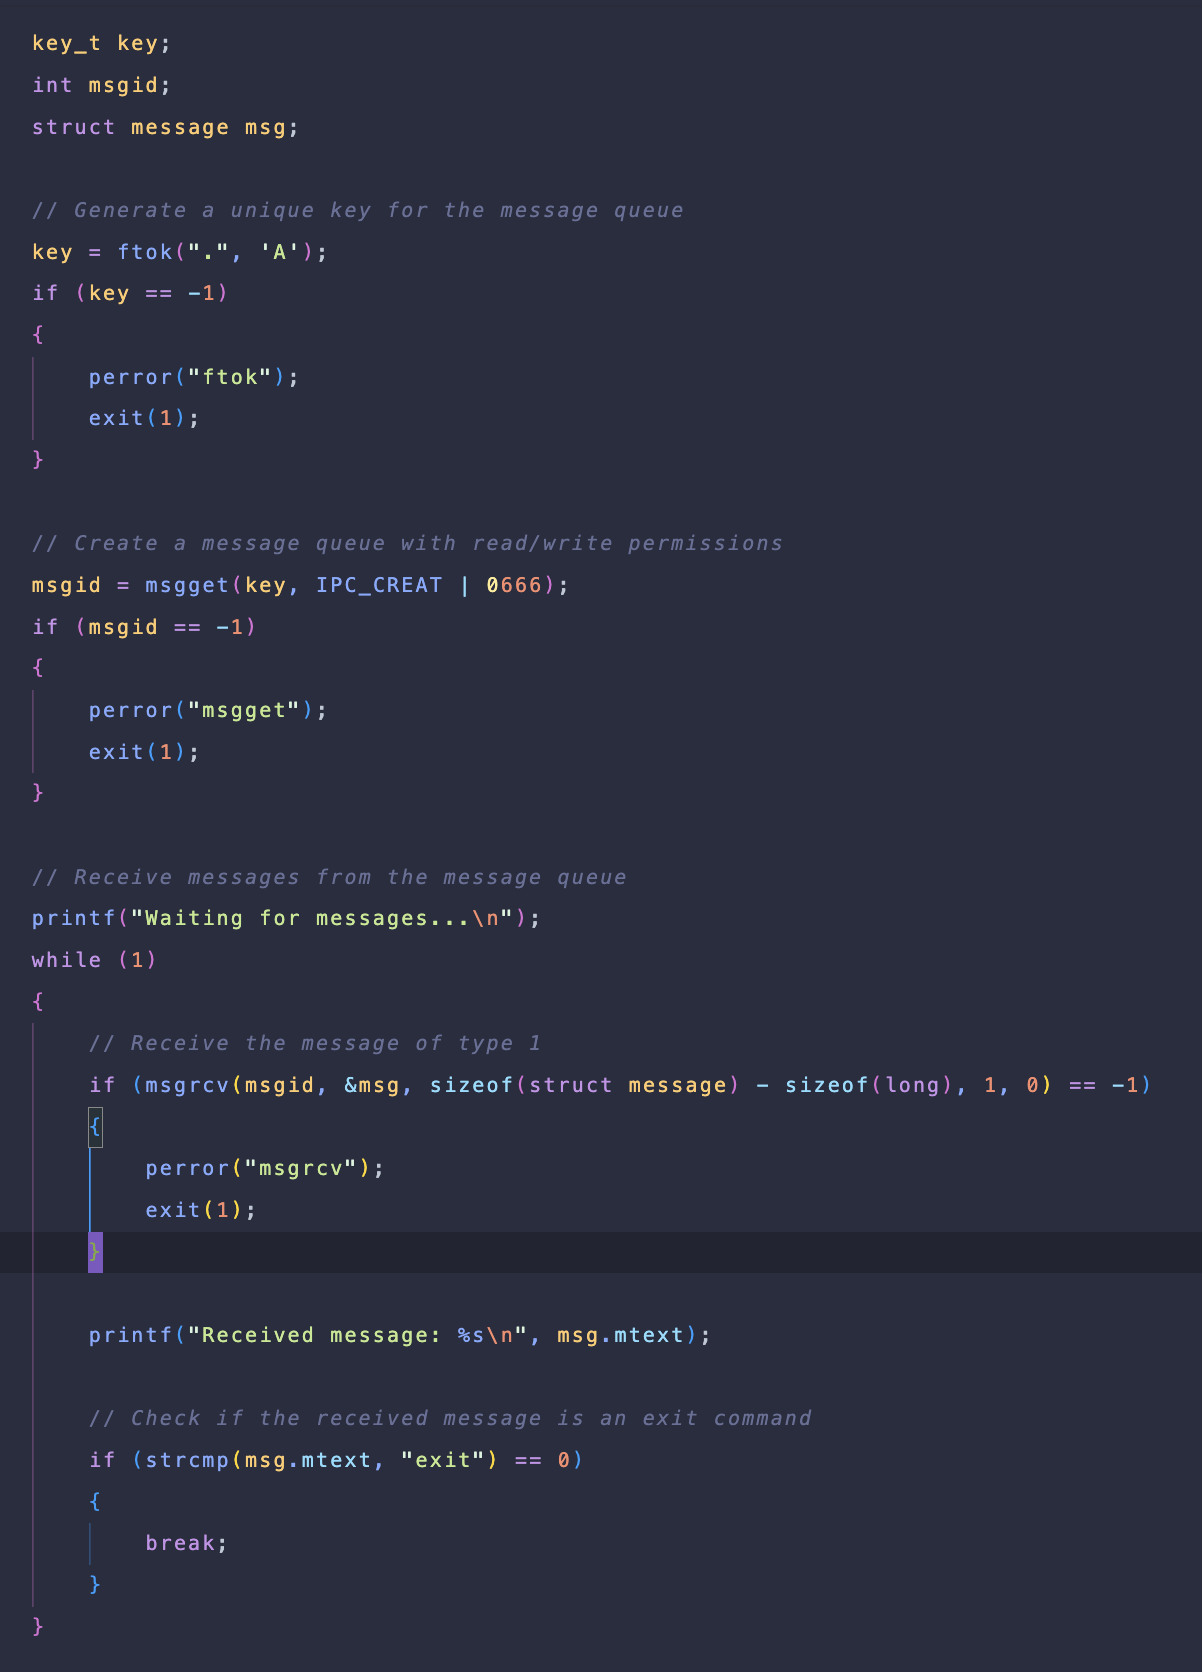 key_t key;
int msgid;
struct message msg;
// Generate a unique key for the message queue
key = ftok(".", 'A');
if (key == -1)
{
perror("ftok");
exit(1);
}
// Create a message queue with read/write permissions
msgid = msgget(key, IPC_CREAT | 0666);
if (msgid == -1)
{
perror("msgget");
exit(1);
}
// Receive messages from the message queue
printf("Waiting for messages...\n");
while (1)
{
// Receive the message of type 1
if (msgrcv(msgid, &msg, sizeof(struct message) - sizeof(long), 1, 0) == -1)
{
perror("msgrcv");
exit(1);
}
printf("Received message: %s\n", msg.mtext);
// Check if the received message is an exit command
if (strcmp(msg.mtext, "exit") == 0)
{
break;
}
}